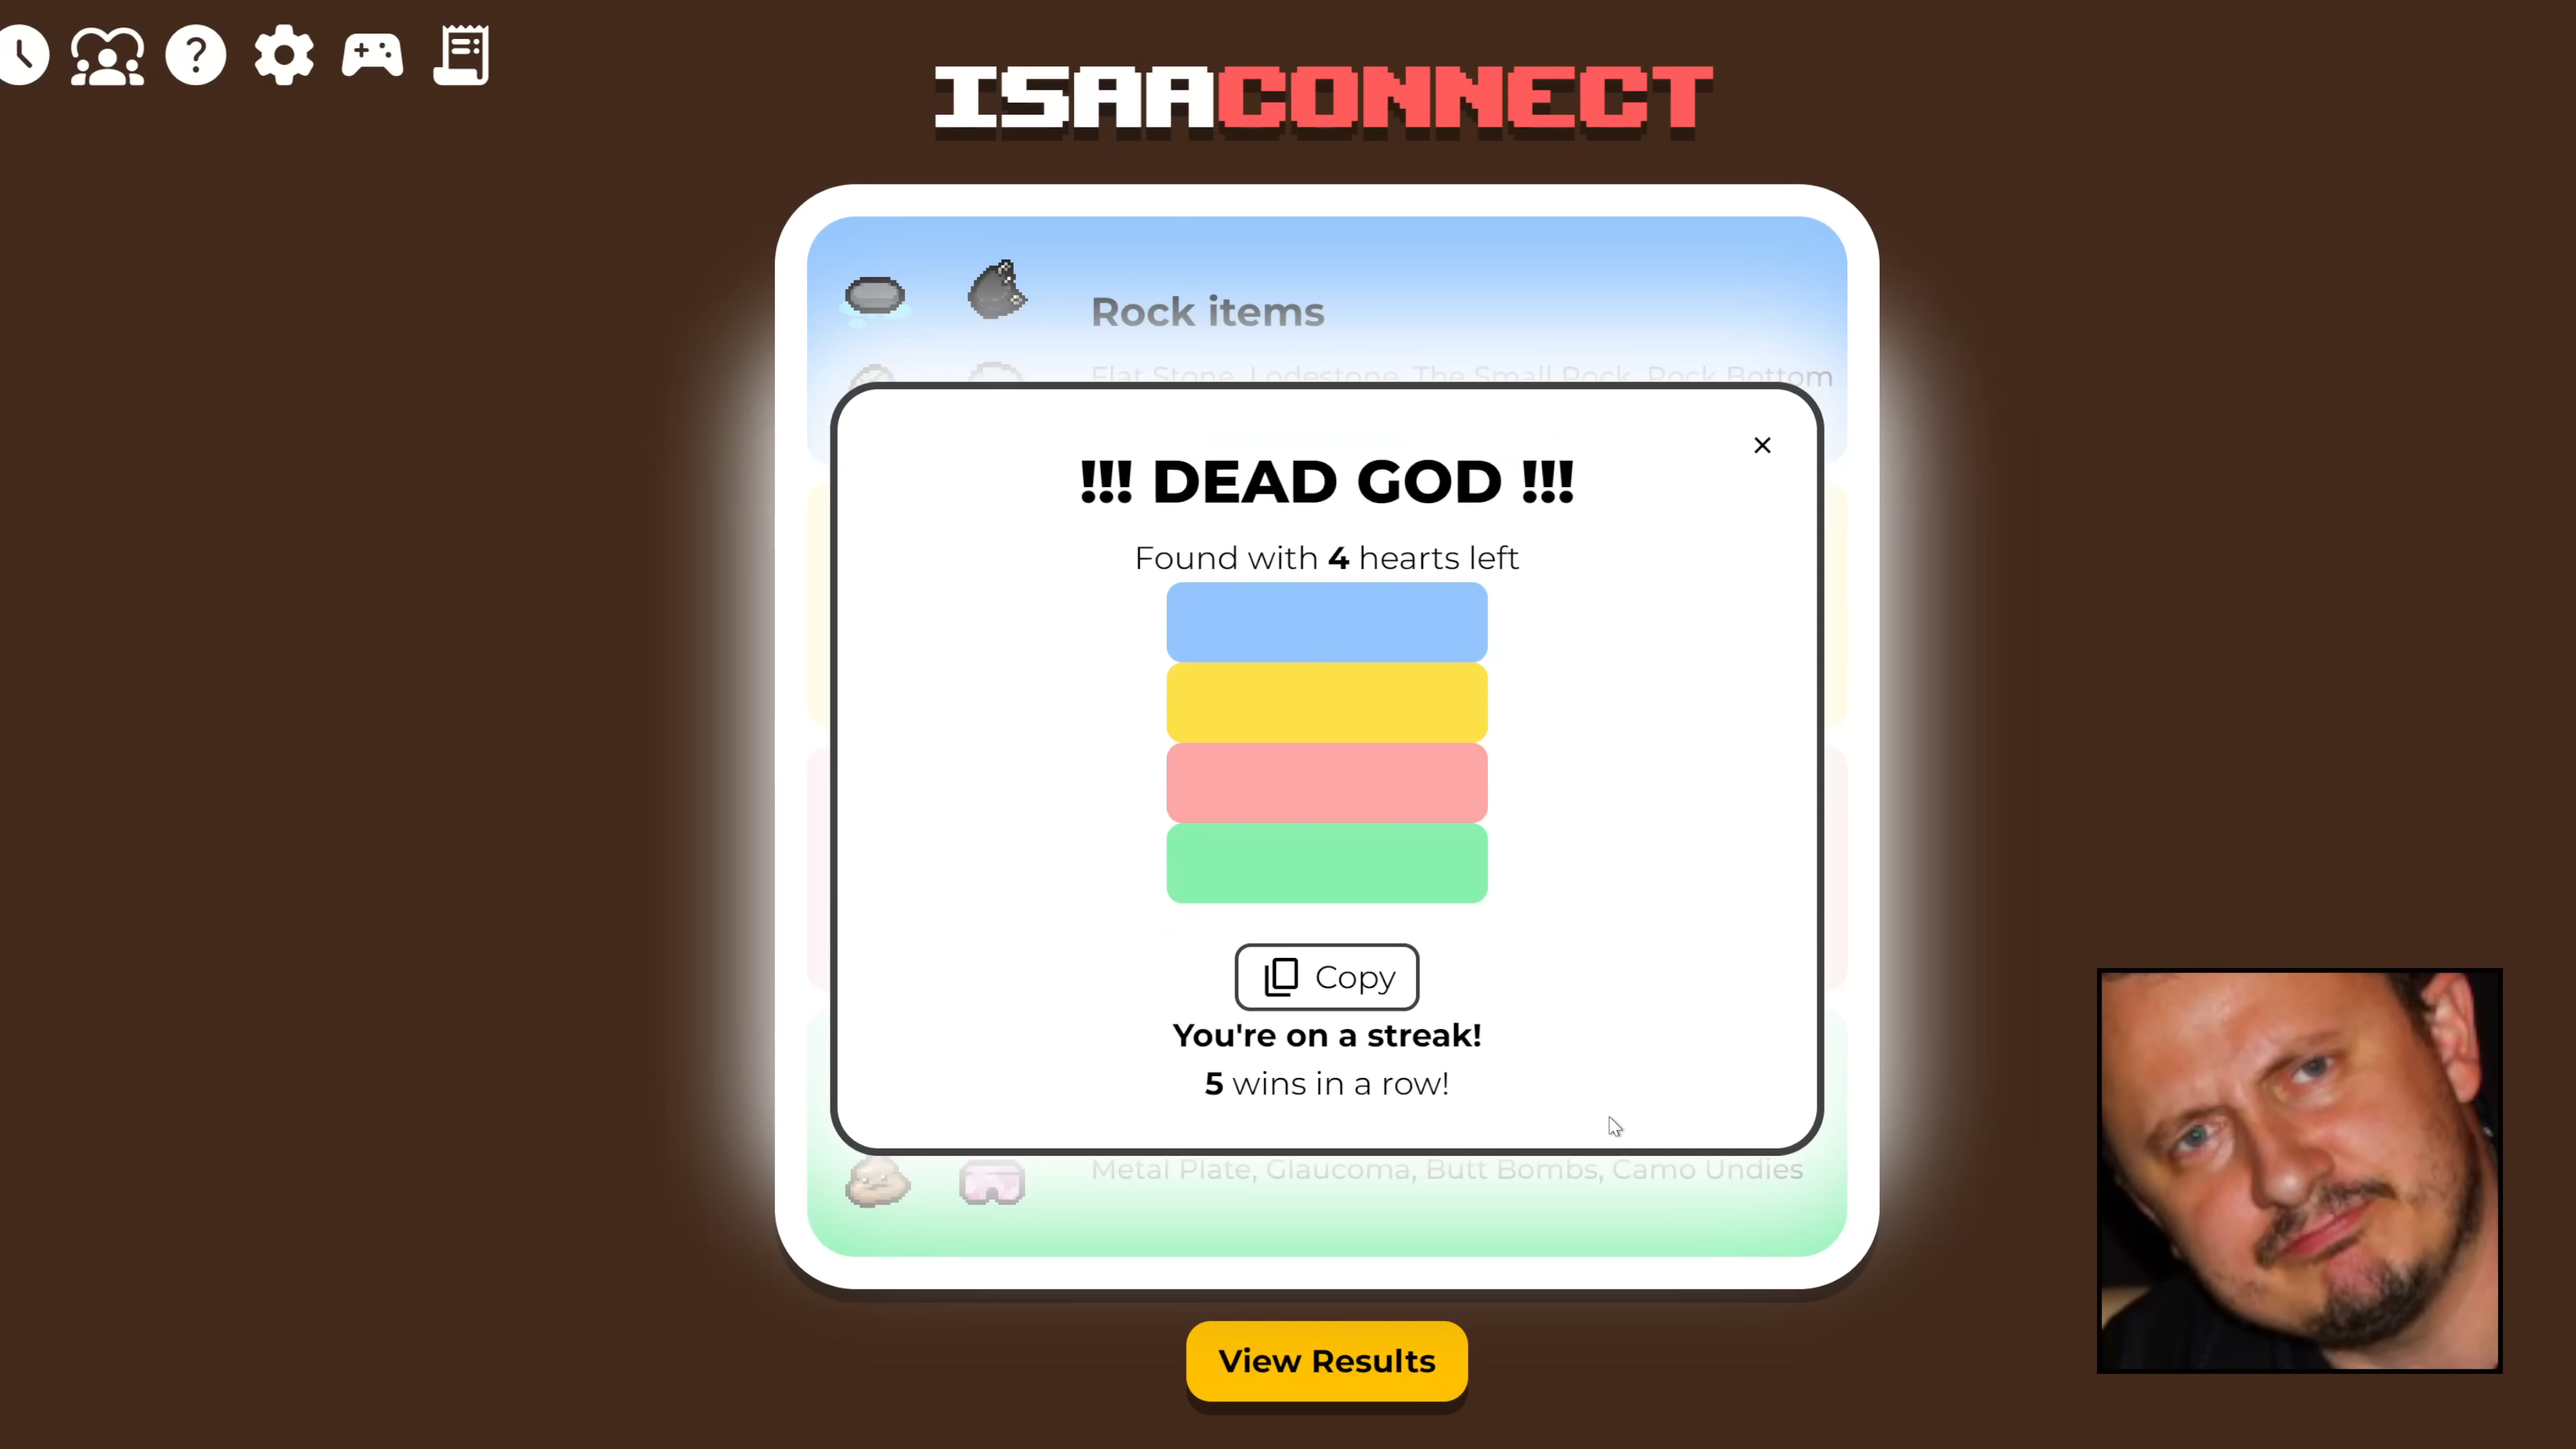 ISAACONNECT
Rock items
Flat Stone, Lodestone, The Small Rock, Rock Bottom
!!! DEAD GOD !!!
Found with 4 hearts left
Copy
You're on a streak!
5 wins in a row!
Metal Plate, Glaucoma, Butt Bombs, Camo Undies
View Results